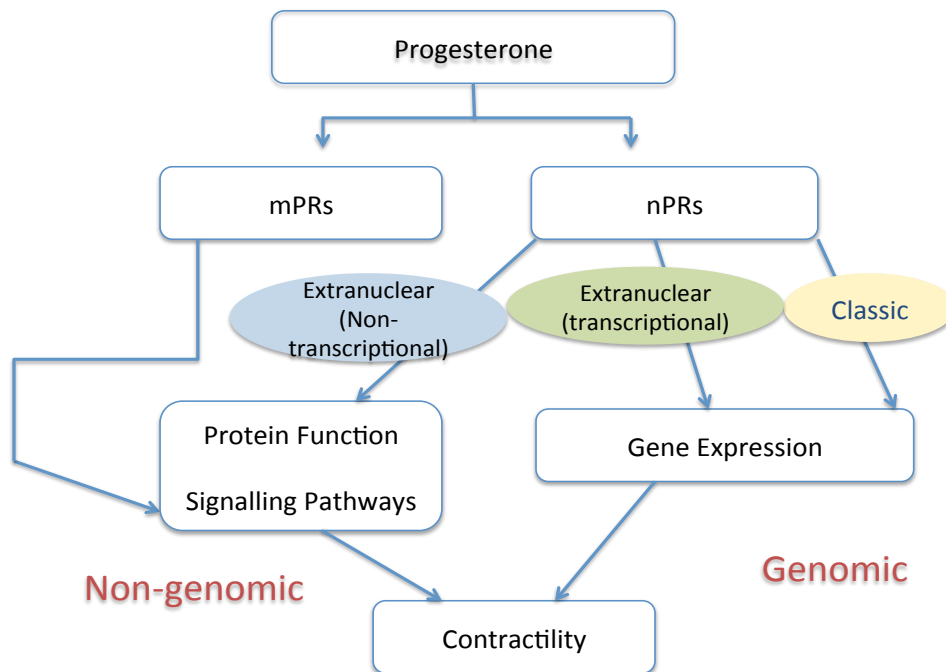 Progesterone
mPRs
nPRs
Extranuclear
(Non-
transcriptional)
Extranuclear
(transcriptional)
Classic
Protein Function
Signalling Pathways
Gene Expression
Non-genomic
Genomic
Contractility